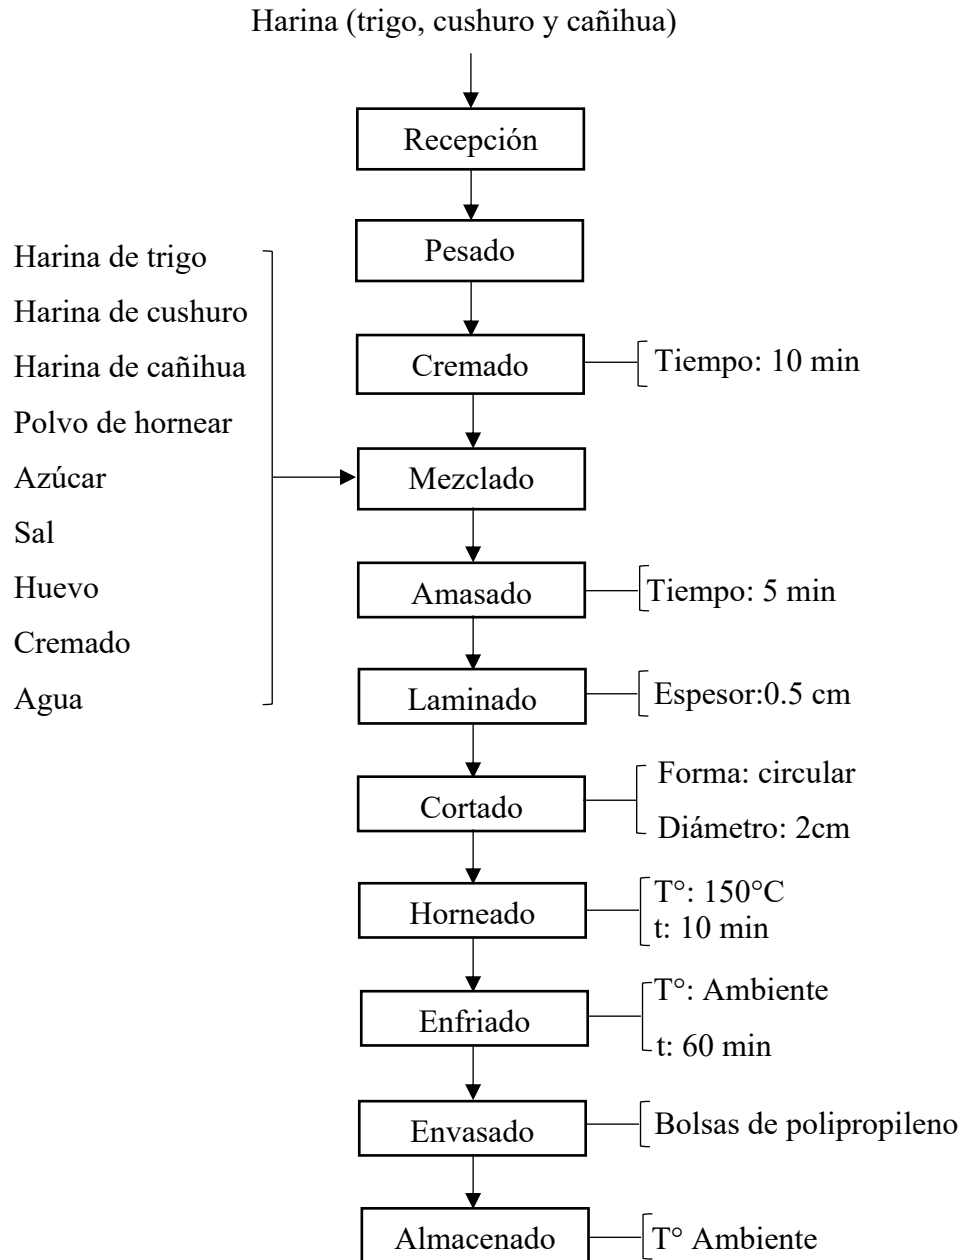 Harina (trigo, cushuro y cañihua)
Recepción
Pesado
Harina de trigo
Harina de cushuro
Harina de cañihua
Polvo de hornear
Azúcar
Sal
Huevo
Cremado
Agua
Cremado
Tiempo: 10 min
Mezclado
Amasado
Tiempo: 5 min
Laminado
Espesor:0.5 cm
Cortado
Forma: circular
Diámetro: 2cm
Horneado
T°: 150°C
t: 10 min
Enfriado
T°: Ambiente
t: 60 min
Envasado
Bolsas de polipropileno
Almacenado
T° Ambiente